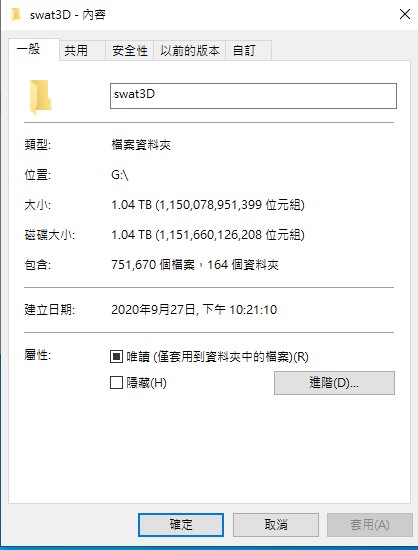 swat3D - 內容
一般 共用 安全性 以前的版本 自訂
swat3D
類型: 檔案資料夾
位置: G:\
大小: 1.04 TB (1,150,078,951,399 位元組)
磁碟大小: 1.04 TB (1,151,660,126,208 位元組)
包含: 751,670 個檔案，164 個資料夾
建立日期: 2020年9月27日, 下午 10:21:10
屬性: 唯讀 (僅套用到資料夾中的檔案)(R)
隱藏(H) 進階(D)...
確定 取消 套用(A)